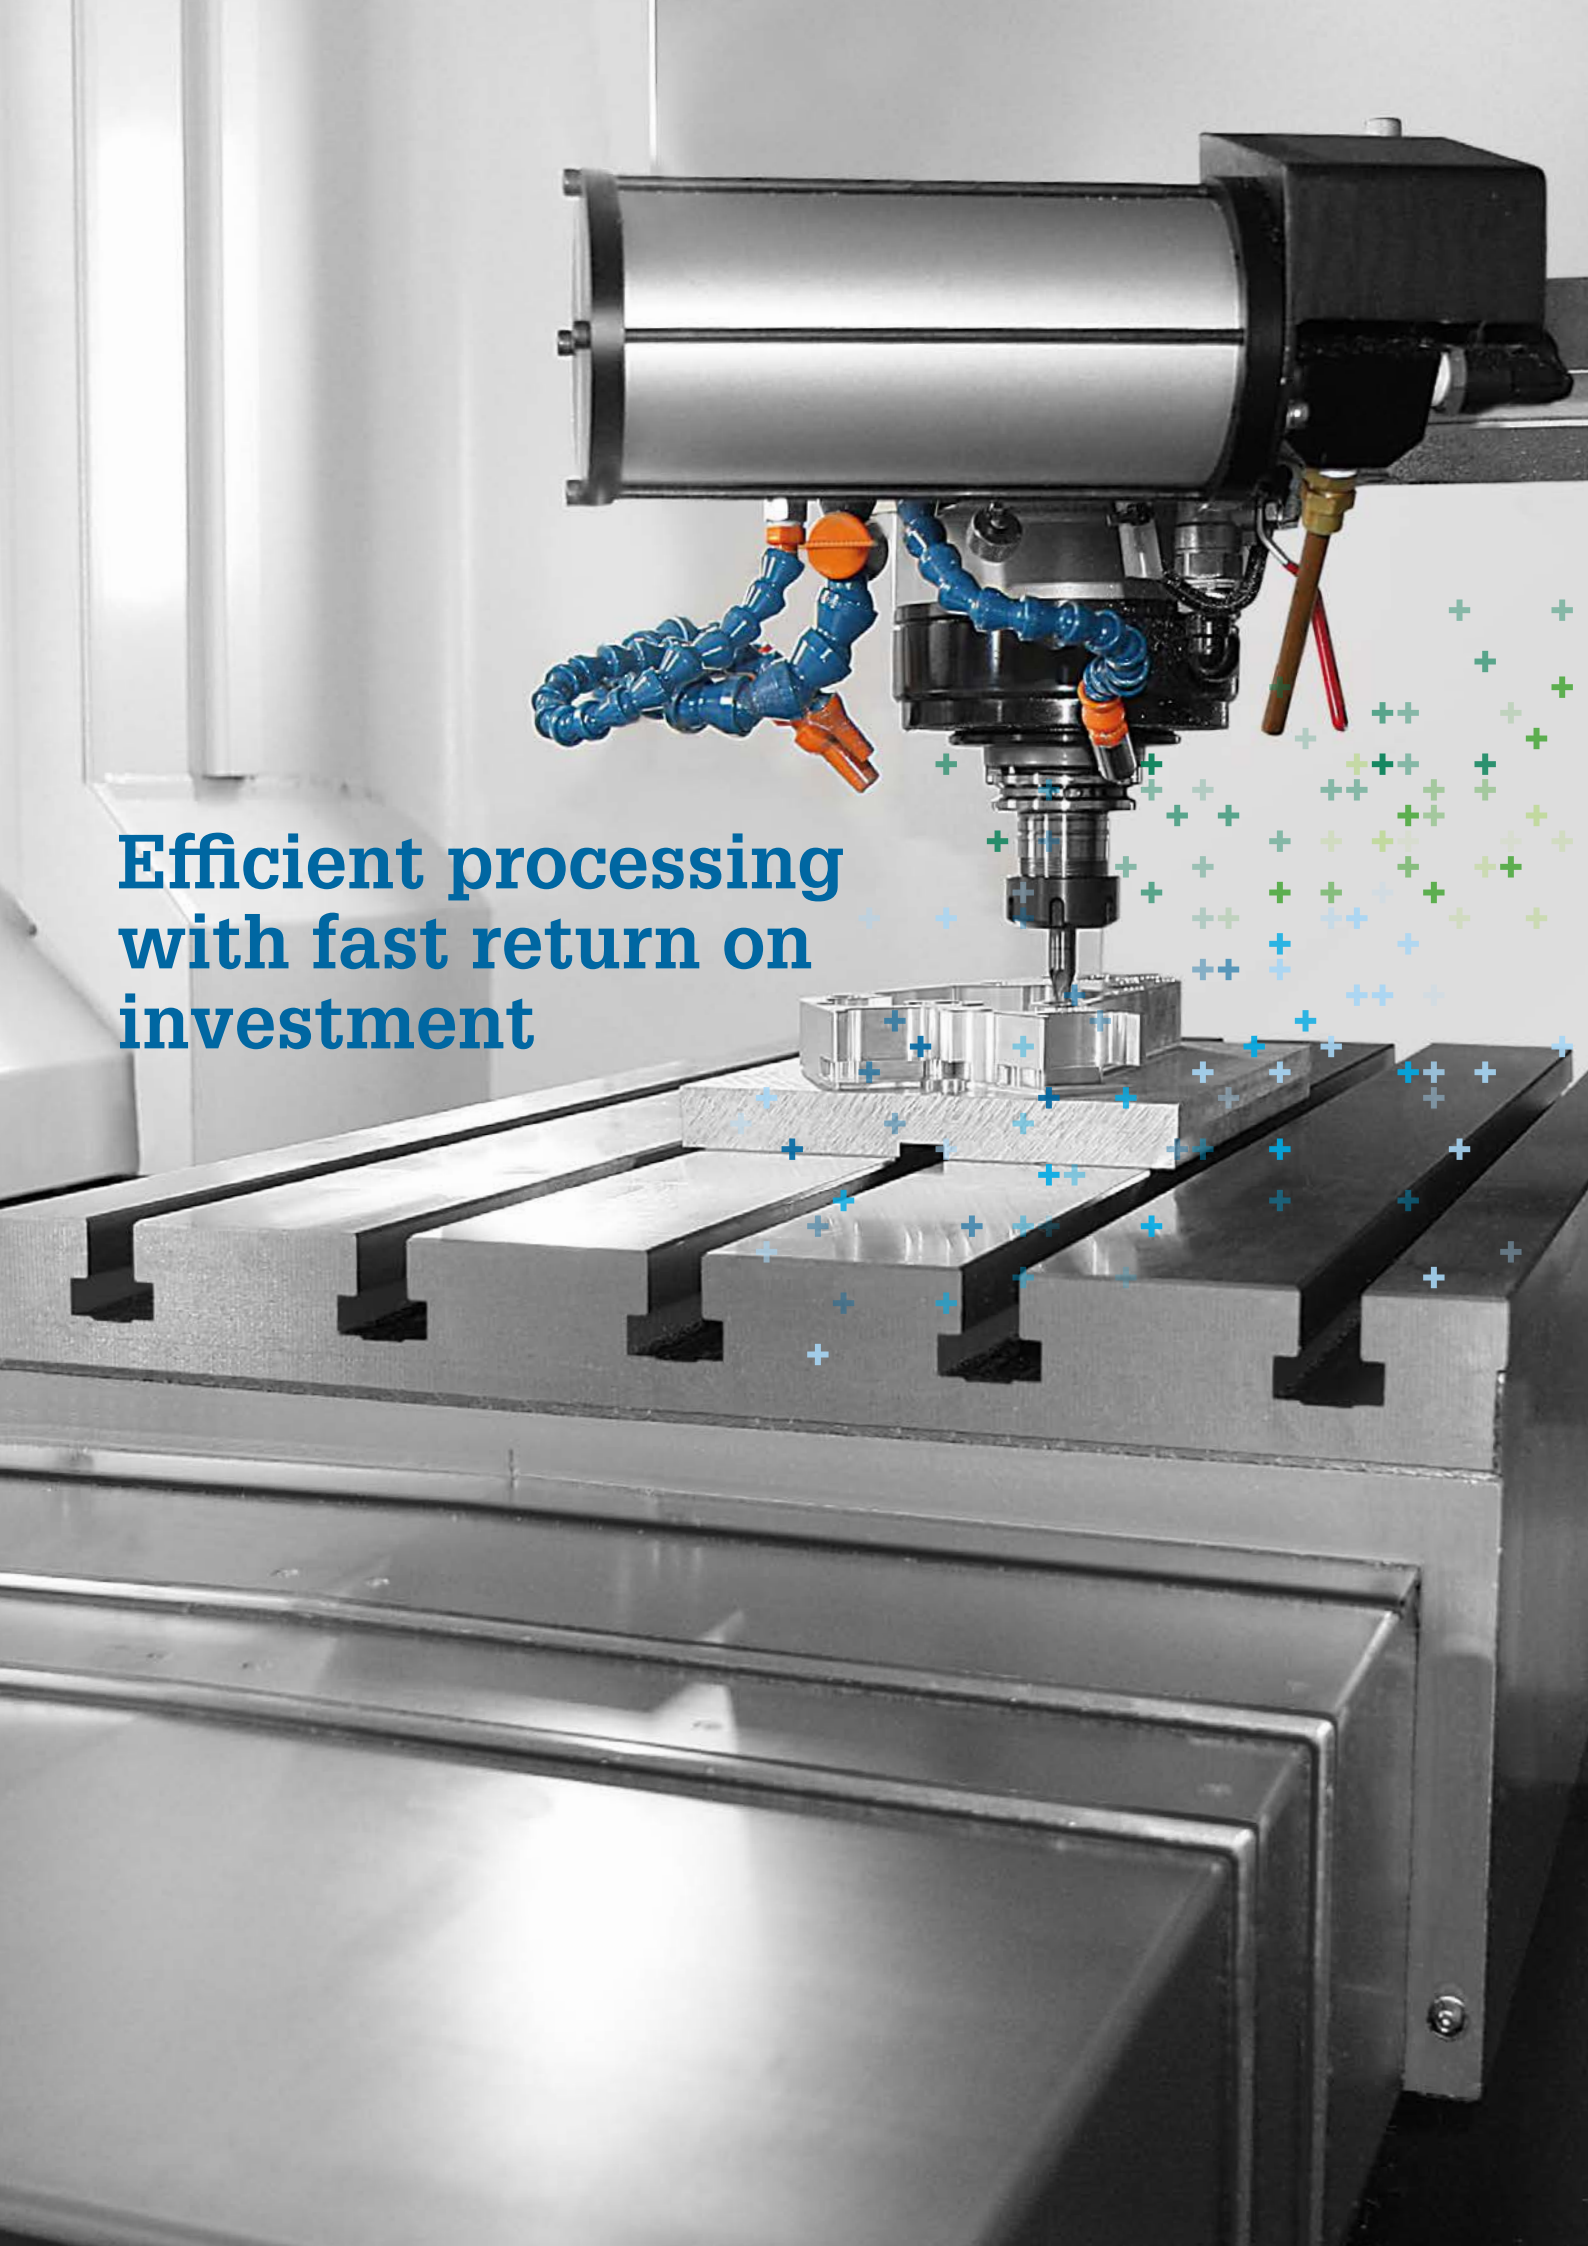 Efficient processing
with fast return on
investment